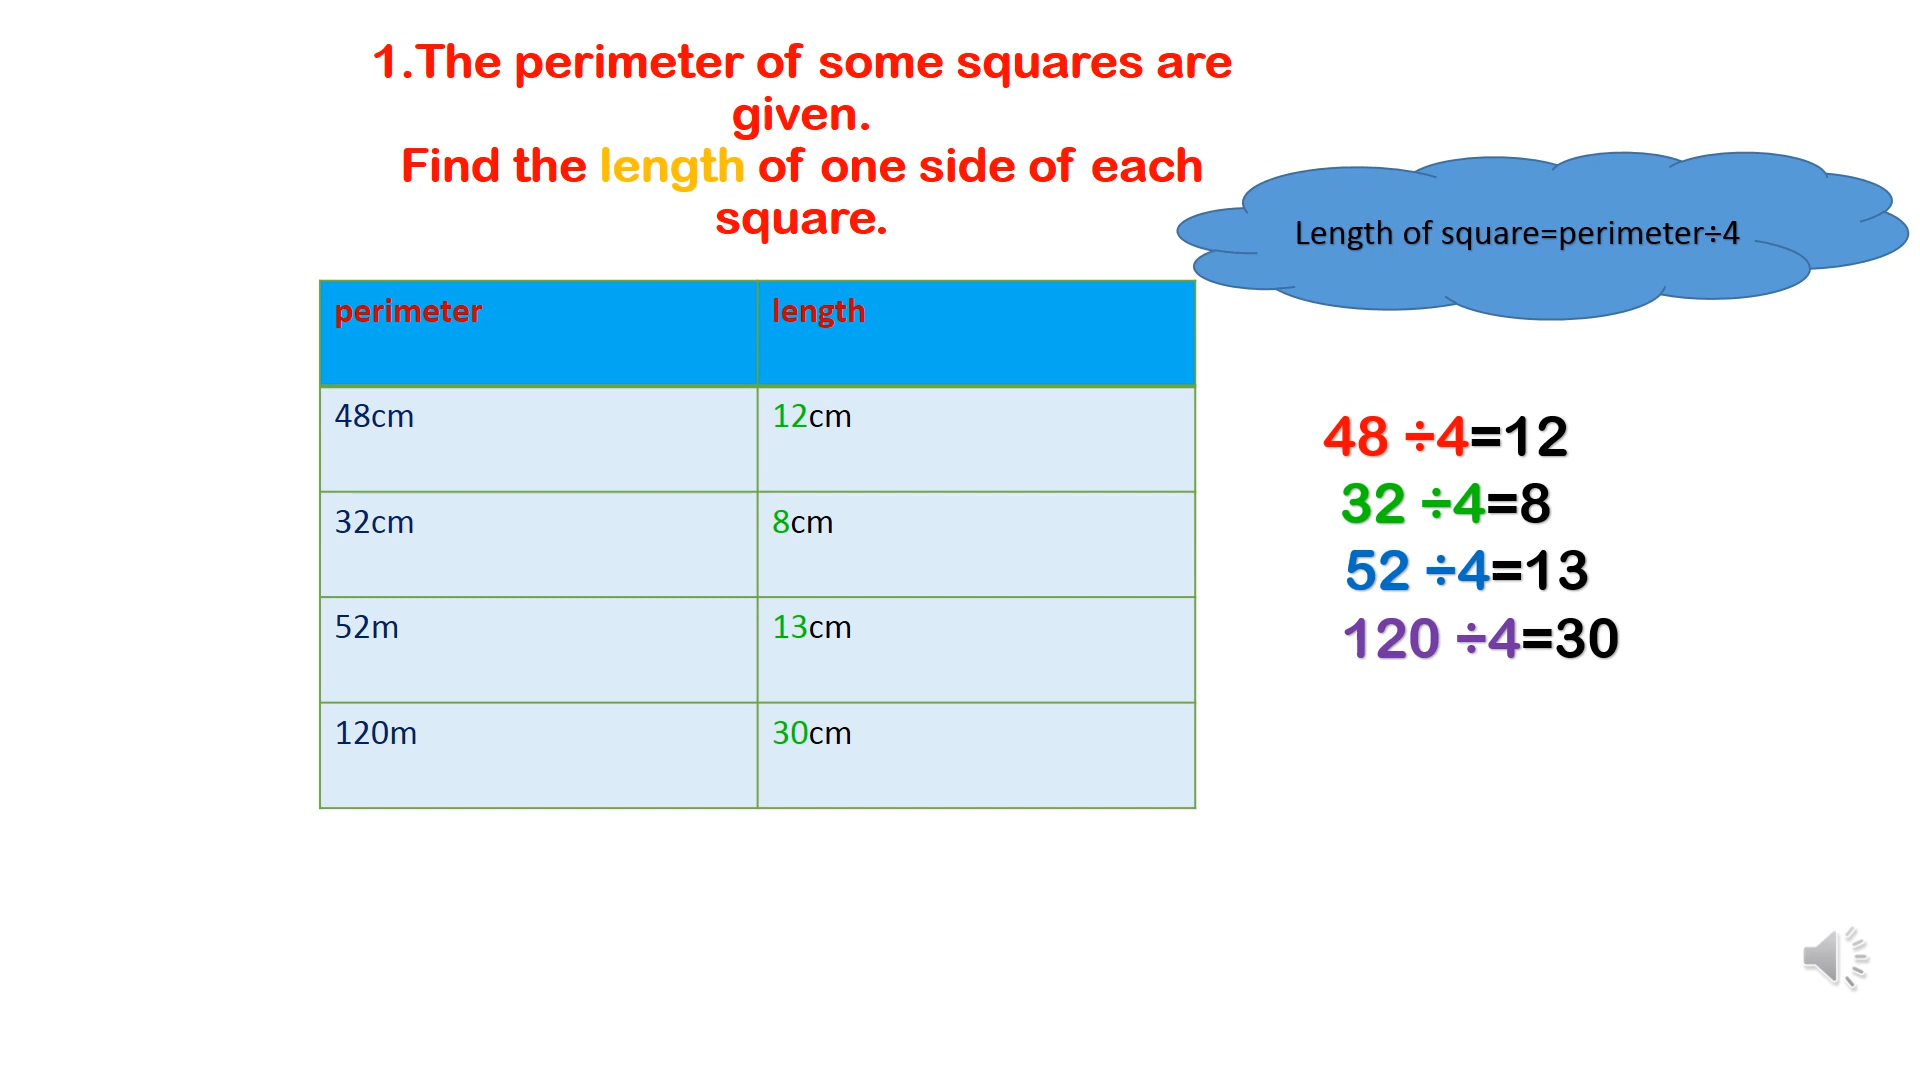 1.The perimeter of some squares are
given.
Find the length of one side of each
square.
Length of square=perimeter÷4
perimeter length
48cm 12cm
32cm 8cm
52m 13cm
120m 30cm
48 ÷4=12
32 ÷4=8
52 ÷4=13
120 ÷4=30